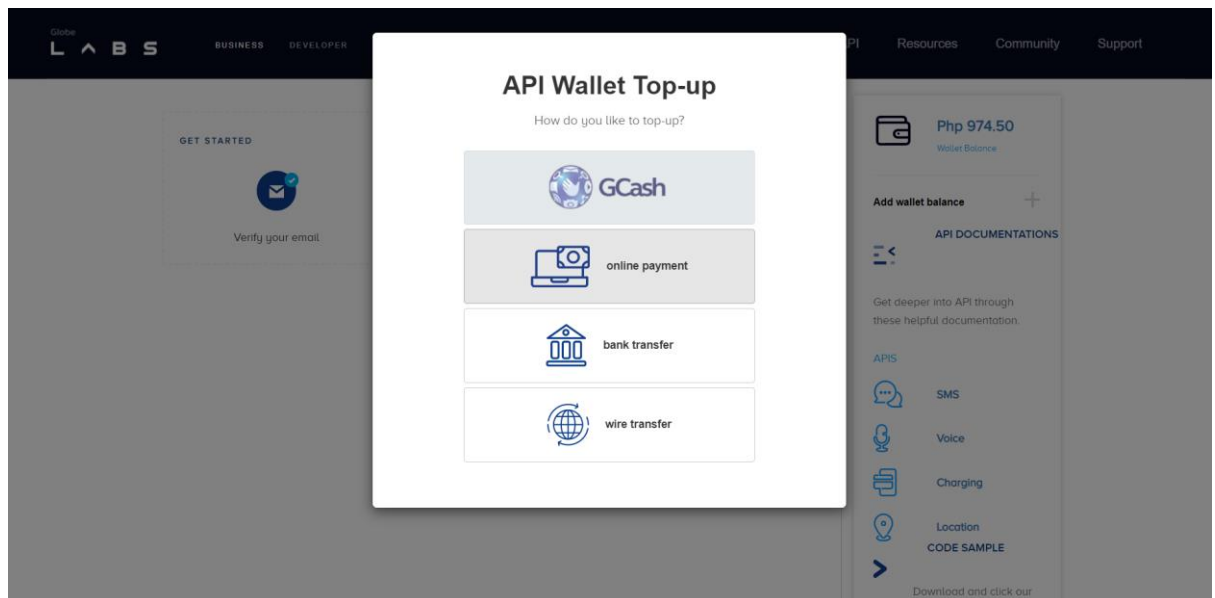 Globe
LABS
BUSINESS DEVELOPER
PI Resources Community Support
GET STARTED
Verify your email
API Wallet Top-up
How do you like to top-up?
GCash
online payment
bank transfer
wire transfer
Php 974.50
Wallet Balance
Add wallet balance
API DOCUMENTATIONS
Get deeper into API through
these helpful documentation.
APIS
SMS
Voice
Charging
Location
CODE SAMPLE
Download and click our